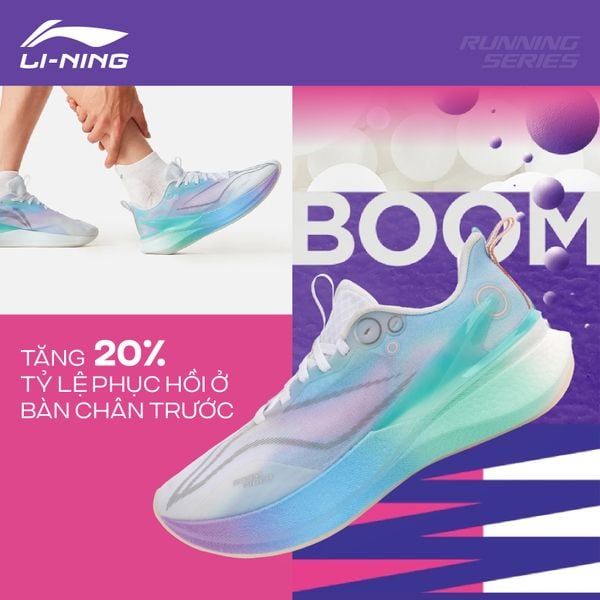 LI-NING
RUNNING
SERIES
BOOM
TĂNG 20%
TỶ LỆ PHỤC HỒI Ở
BÀN CHÂN TRƯỚC